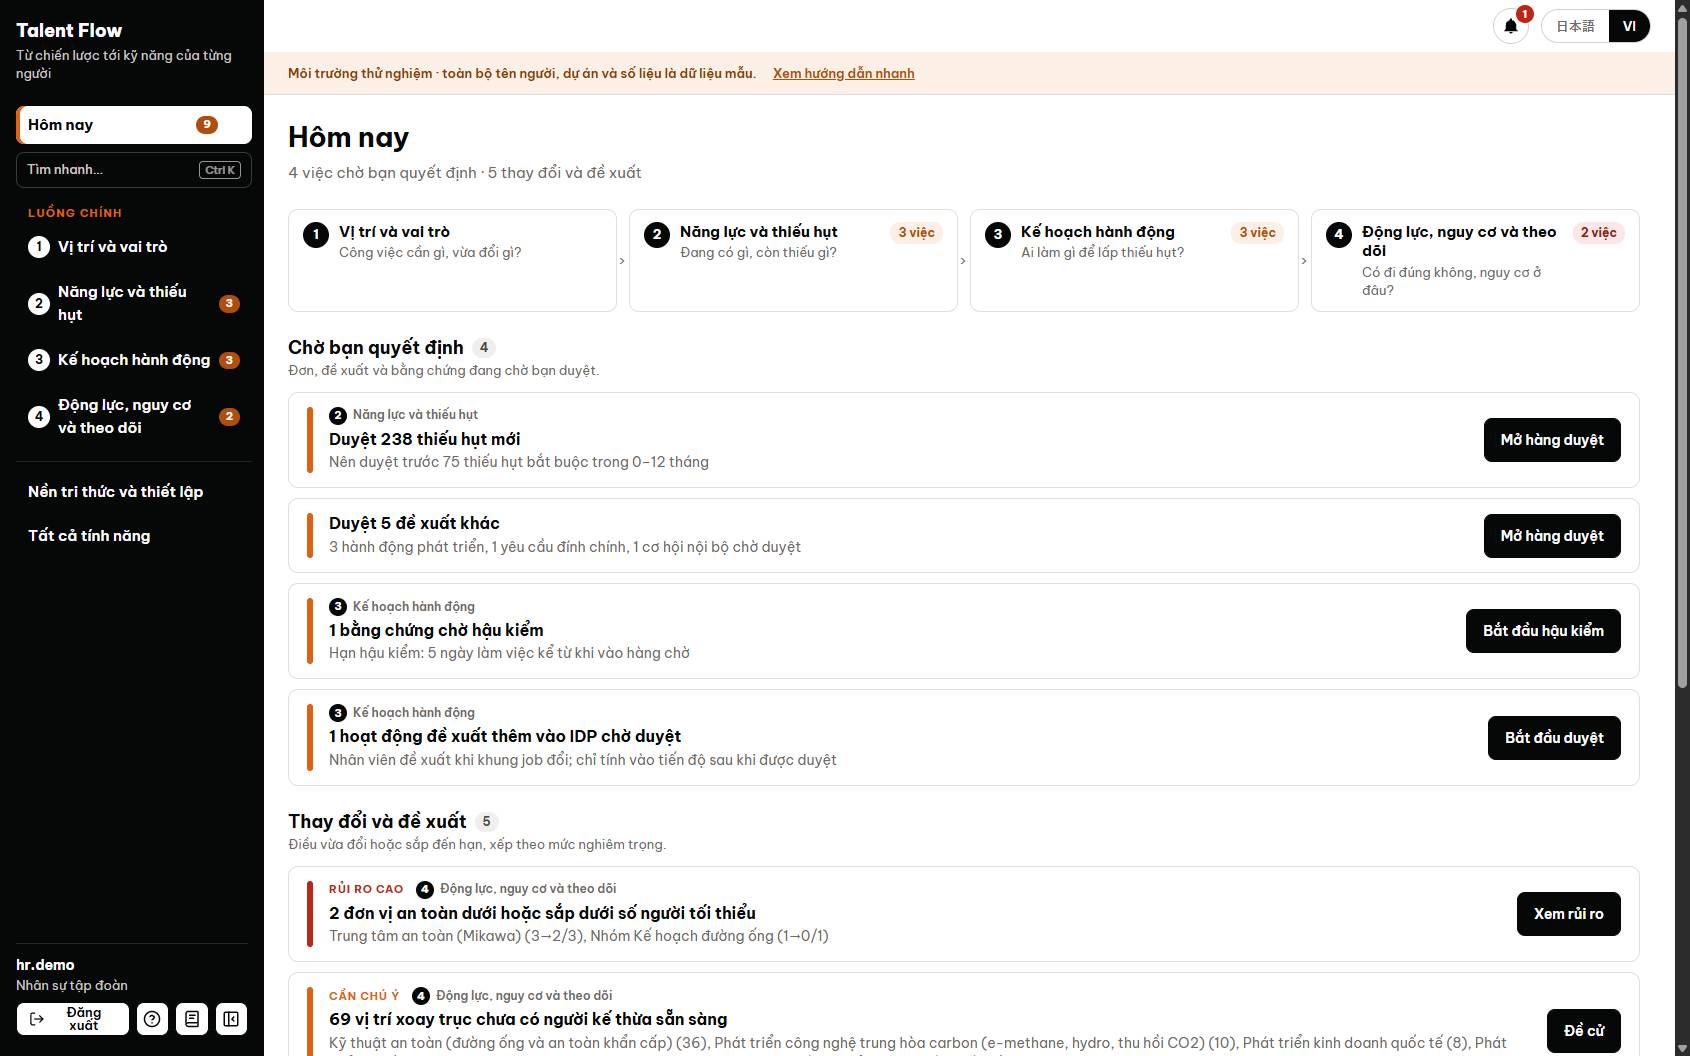 Talent Flow
Từ chiến lược tới kỹ năng của từng
người
Hôm nay 9
Tìm nhanh... Ctrl K
LUỒNG CHÍNH
1 Vị trí và vai trò
2 Năng lực và thiếu
hụt 3
3 Kế hoạch hành động 3
4 Động lực, nguy cơ
và theo dõi 2
Nền tri thức và thiết lập
Tất cả tính năng
hr.demo
Nhân sự tập đoàn
Đăng
xuất
1
日本語 VI
Môi trường thử nghiệm · toàn bộ tên người, dự án và số liệu là dữ liệu mẫu. Xem hướng dẫn nhanh
Hôm nay
4 việc chờ bạn quyết định · 5 thay đổi và đề xuất
1 Vị trí và vai trò
Công việc cần gì, vừa đổi gì?
›
2 Năng lực và thiếu hụt 3 việc
Đang có gì, còn thiếu gì?
›
3 Kế hoạch hành động 3 việc
Ai làm gì để lấp thiếu hụt?
›
4 Động lực, nguy cơ và theo
dõi 2 việc
Có đi đúng không, nguy cơ ở
đâu?
Chờ bạn quyết định 4
Đơn, đề xuất và bằng chứng đang chờ bạn duyệt.
2 Năng lực và thiếu hụt
Duyệt 238 thiếu hụt mới
Nên duyệt trước 75 thiếu hụt bắt buộc trong 0–12 tháng
Mở hàng duyệt
Duyệt 5 đề xuất khác
3 hành động phát triển, 1 yêu cầu đính chính, 1 cơ hội nội bộ chờ duyệt
Mở hàng duyệt
3 Kế hoạch hành động
1 bằng chứng chờ hậu kiểm
Hạn hậu kiểm: 5 ngày làm việc kể từ khi vào hàng chờ
Bắt đầu hậu kiểm
3 Kế hoạch hành động
1 hoạt động đề xuất thêm vào IDP chờ duyệt
Nhân viên đề xuất khi khung job đổi; chỉ tính vào tiến độ sau khi được duyệt
Bắt đầu duyệt
Thay đổi và đề xuất 5
Điều vừa đổi hoặc sắp đến hạn, xếp theo mức nghiêm trọng.
RỦI RO CAO 4 Động lực, nguy cơ và theo dõi
2 đơn vị an toàn dưới hoặc sắp dưới số người tối thiểu
Trung tâm an toàn (Mikawa) (3→2/3), Nhóm Kế hoạch đường ống (1→0/1)
Xem rủi ro
CẦN CHÚ Ý 4 Động lực, nguy cơ và theo dõi
69 vị trí xoay trục chưa có người kế thừa sẵn sàng
Kỹ thuật an toàn (đường ống và an toàn khẩn cấp) (36), Phát triển công nghệ trung hòa carbon (e-methane, hydro, thu hồi CO2) (10), Phát triển kinh doanh quốc tế (8), Phát
Đề cử